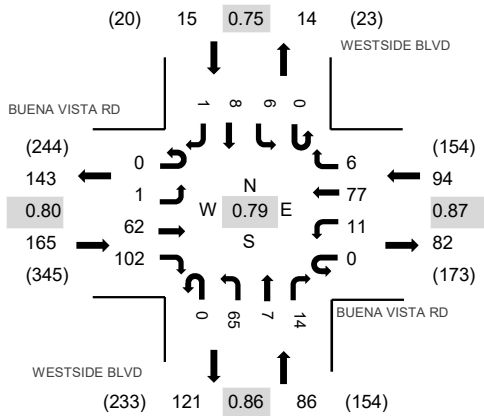 (20) 15 0.75 14 (23)
WESTSIDE BLVD
BUENA VISTA RD
1 8 6 0
(244) (154)
0 6
143 94
1 N 77
0.80 W 0.79 E 0.87
62 11
165 S 82
102 0
(345) (173)
0 65 7 14
BUENA VISTA RD
WESTSIDE BLVD
(233) 121 0.86 86 (154)